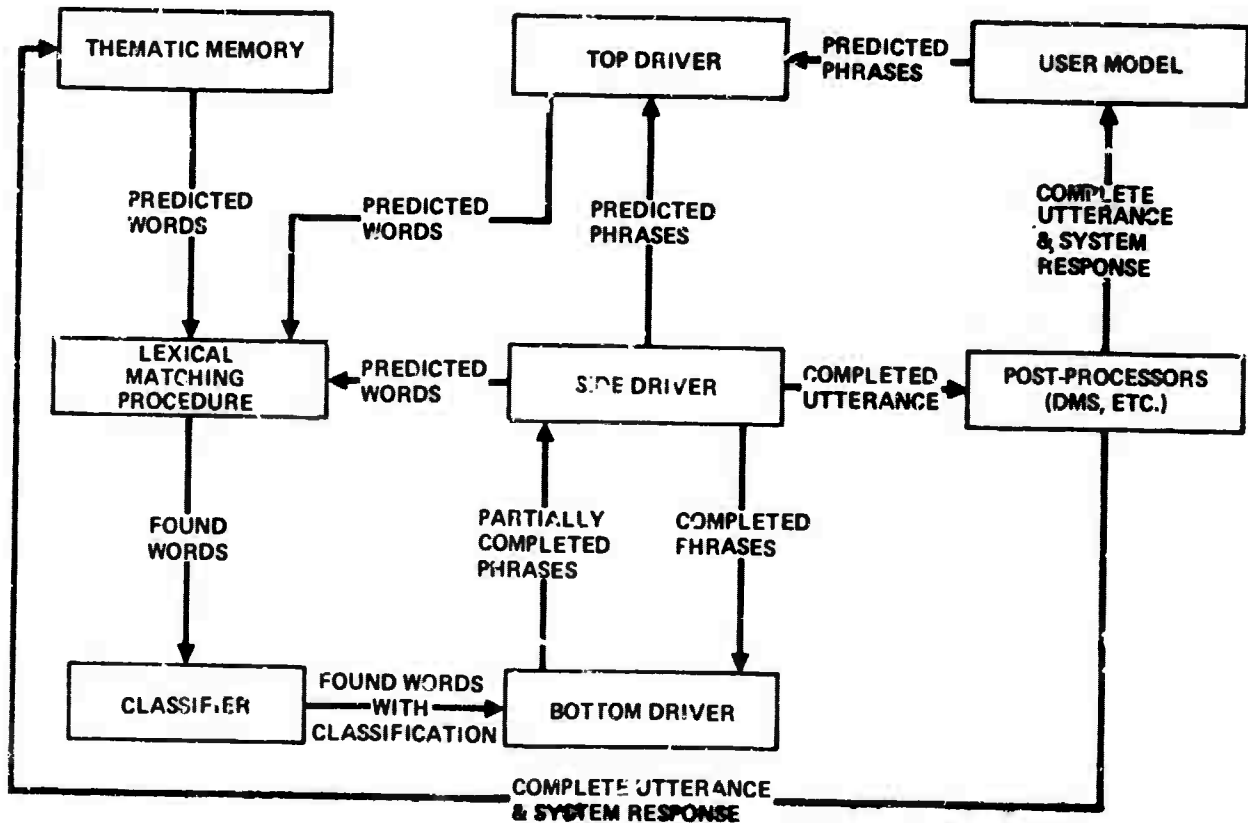 THEMATIC MEMORY
TOP DRIVER
PREDICTED
PHRASES
USER MODEL
PREDICTED
WORDS
PREDICTED
WORDS
PREDICTED
PHRASES
COMPLETE
UTTERANCE
& SYSTEM
RESPONSE
LEXICAL
MATCHING
PROCEDURE
PREDICTED
WORDS
SIDE DRIVER
COMPLETED
UTTERANCE
POST-PROCESSORS
(DMS, ETC.)
FOUND
WORDS
PARTIALLY
COMPLETED
PHRASES
COMPLETED
PHRASES
CLASSIFIER
FOUND WORDS
WITH
CLASSIFICATION
BOTTOM DRIVER
COMPLETE UTTERANCE
& SYSTEM RESPONSE